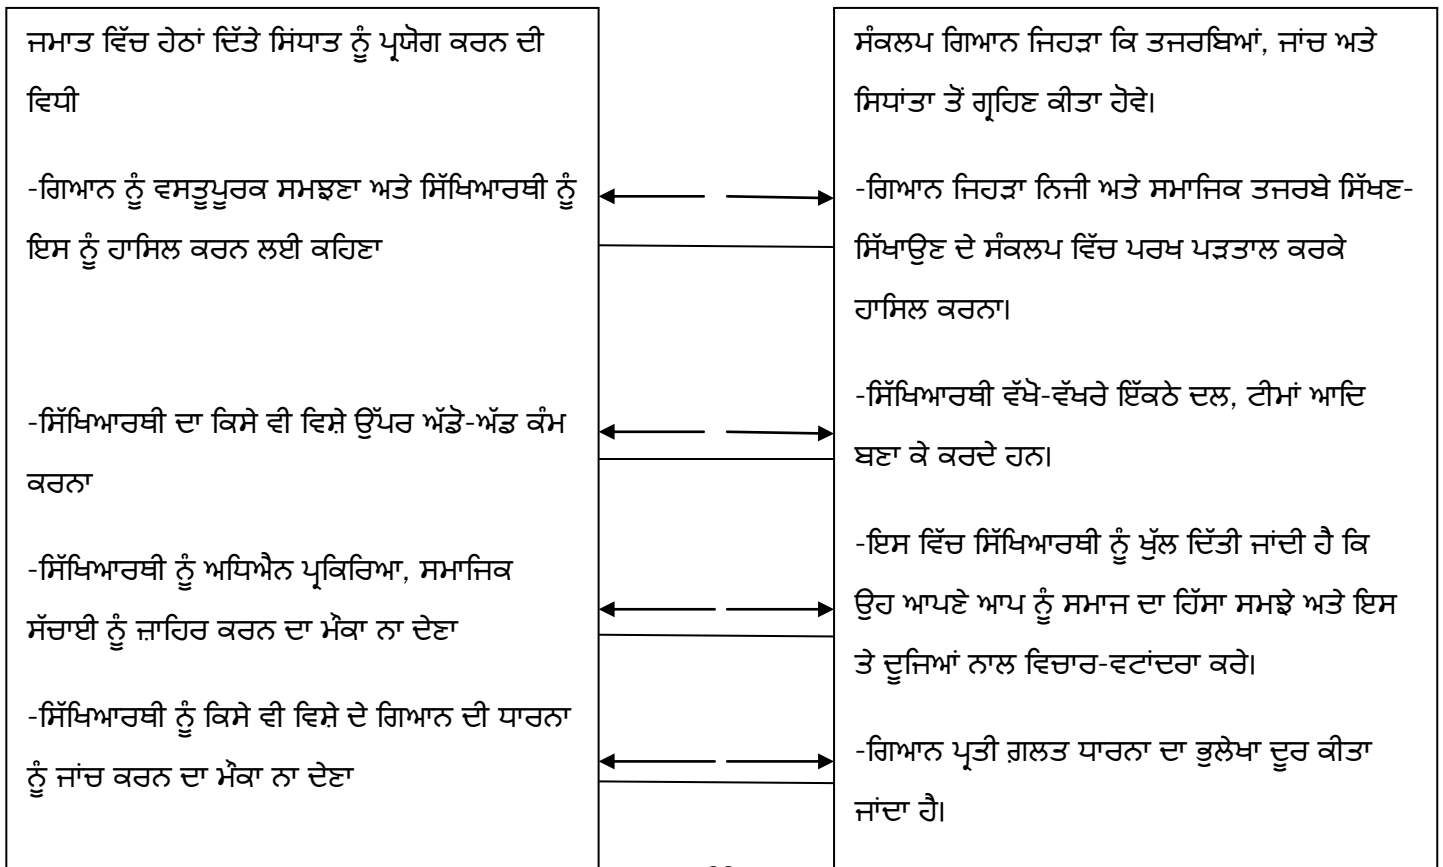 ਜਮਾਤ ਵਿੱਚ ਹੇਠਾਂ ਦਿੱਤੇ ਸਿਂਧਾਤ ਨੂੰ ਪ੍ਰਯੋਗ ਕਰਨ ਦੀ
ਵਿਧੀ
-ਗਿਆਨ ਨੂੰ ਵਸਤੂਪੂਰਕ ਸਮਝਣਾ ਅਤੇ ਸਿੱਖਿਆਰਥੀ ਨੂੰ
ਇਸ ਨੂੰ ਹਾਸਿਲ ਕਰਨ ਲਈ ਕਹਿਣਾ
-ਸਿੱਖਿਆਰਥੀ ਦਾ ਕਿਸੇ ਵੀ ਵਿਸ਼ੇ ਉੱਪਰ ਅੱਡੋ-ਅੱਡ ਕੰਮ
ਕਰਨਾ
-ਸਿੱਖਿਆਰਥੀ ਨੂੰ ਅਧਿਐਨ ਪ੍ਰਕਿਰਿਆ, ਸਮਾਜਿਕ
ਸੱਚਾਈ ਨੂੰ ਜ਼ਾਹਿਰ ਕਰਨ ਦਾ ਮੌਕਾ ਨਾ ਦੇਣਾ
-ਸਿੱਖਿਆਰਥੀ ਨੂੰ ਕਿਸੇ ਵੀ ਵਿਸ਼ੇ ਦੇ ਗਿਆਨ ਦੀ ਧਾਰਨਾ
ਨੂੰ ਜਾਂਚ ਕਰਨ ਦਾ ਮੌਕਾ ਨਾ ਦੇਣਾ
ਸੰਕਲਪ ਗਿਆਨ ਜਿਹੜਾ ਕਿ ਤਜਰਬਿਆਂ, ਜਾਂਚ ਅਤੇ
ਸਿਧਾਂਤਾ ਤੋਂ ਗ੍ਰਹਿਣ ਕੀਤਾ ਹੋਵੇ।
-ਗਿਆਨ ਜਿਹੜਾ ਨਿਜੀ ਅਤੇ ਸਮਾਜਿਕ ਤਜਰਬੇ ਸਿੱਖਣ-
ਸਿੱਖਾਉਣ ਦੇ ਸੰਕਲਪ ਵਿੱਚ ਪਰਖ ਪੜਤਾਲ ਕਰਕੇ
ਹਾਸਿਲ ਕਰਨਾ।
-ਸਿੱਖਿਆਰਥੀ ਵੱਖੋ-ਵੱਖਰੇ ਇੱਕਠੇ ਦਲ, ਟੀਮਾਂ ਆਦਿ
ਬਣਾ ਕੇ ਕਰਦੇ ਹਨ।
-ਇਸ ਵਿੱਚ ਸਿੱਖਿਆਰਥੀ ਨੂੰ ਖੁੱਲ ਦਿੱਤੀ ਜਾਂਦੀ ਹੈ ਕਿ
ਉਹ ਆਪਣੇ ਆਪ ਨੂੰ ਸਮਾਜ ਦਾ ਹਿੱਸਾ ਸਮਝੇ ਅਤੇ ਇਸ
ਤੇ ਦੂਜਿਆਂ ਨਾਲ ਵਿਚਾਰ-ਵਟਾਂਦਰਾ ਕਰੇ।
-ਗਿਆਨ ਪ੍ਰਤੀ ਗ਼ਲਤ ਧਾਰਨਾ ਦਾ ਭੁਲੇਖਾ ਦੂਰ ਕੀਤਾ
ਜਾਂਦਾ ਹੈ।